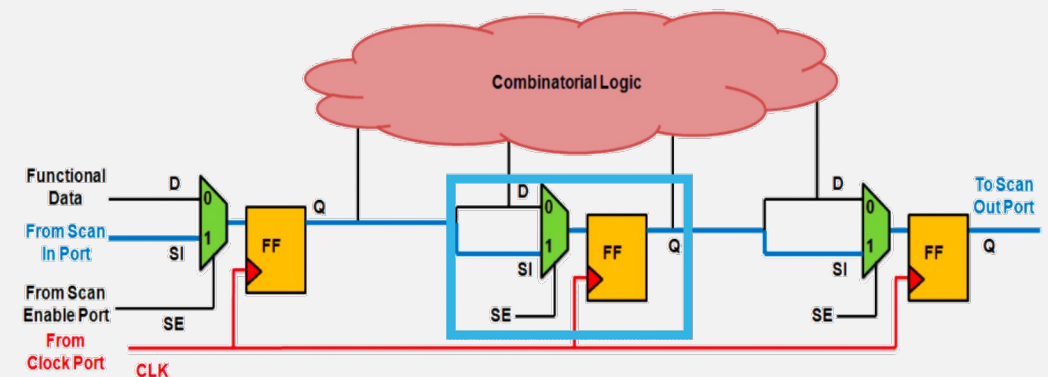 Combinatorial Logic
Functional
Data
D
0
From Scan
In Port
1
SI
From Scan
Enable Port
SE
From
Clock Port
CLK
Q
FF
D
0
1
SI
SE
FF
Q
D
0
1
SI
SE
FF
Q
To Scan
Out Port